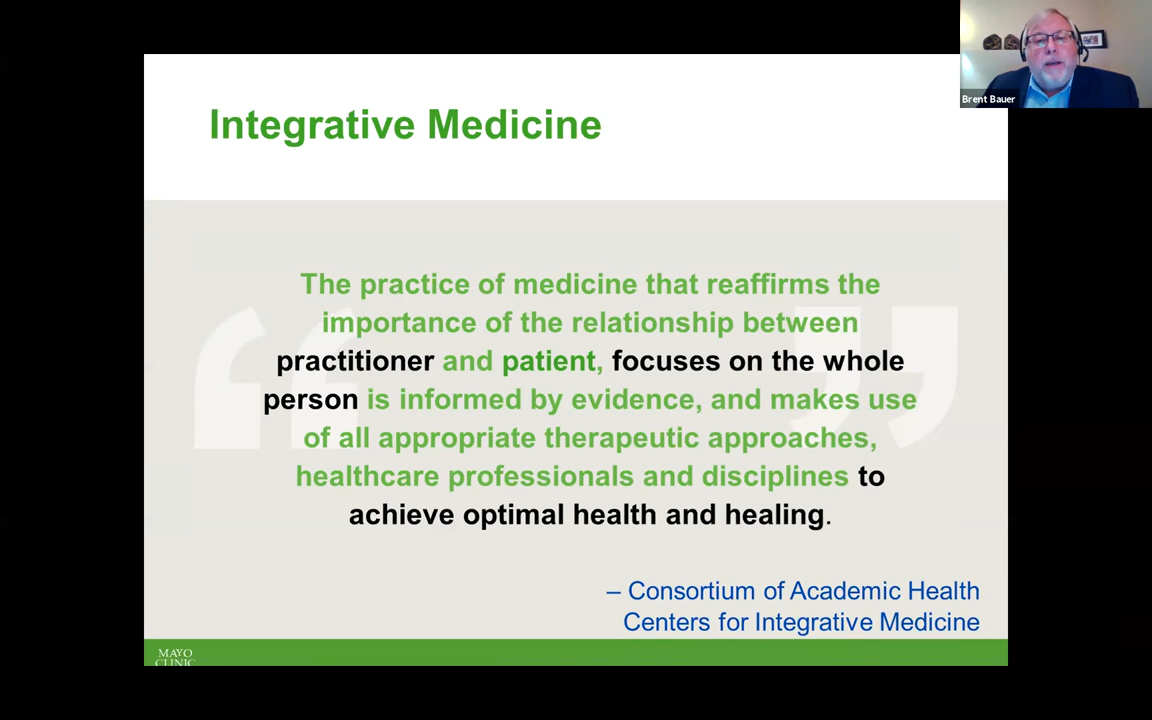 Brent Bauer
Integrative Medicine
The practice of medicine that reaffirms the
importance of the relationship between
practitioner and patient, focuses on the whole
person is informed by evidence, and makes use
of all appropriate therapeutic approaches,
healthcare professionals and disciplines to
achieve optimal health and healing.
– Consortium of Academic Health
Centers for Integrative Medicine
MAYO
CLINIC